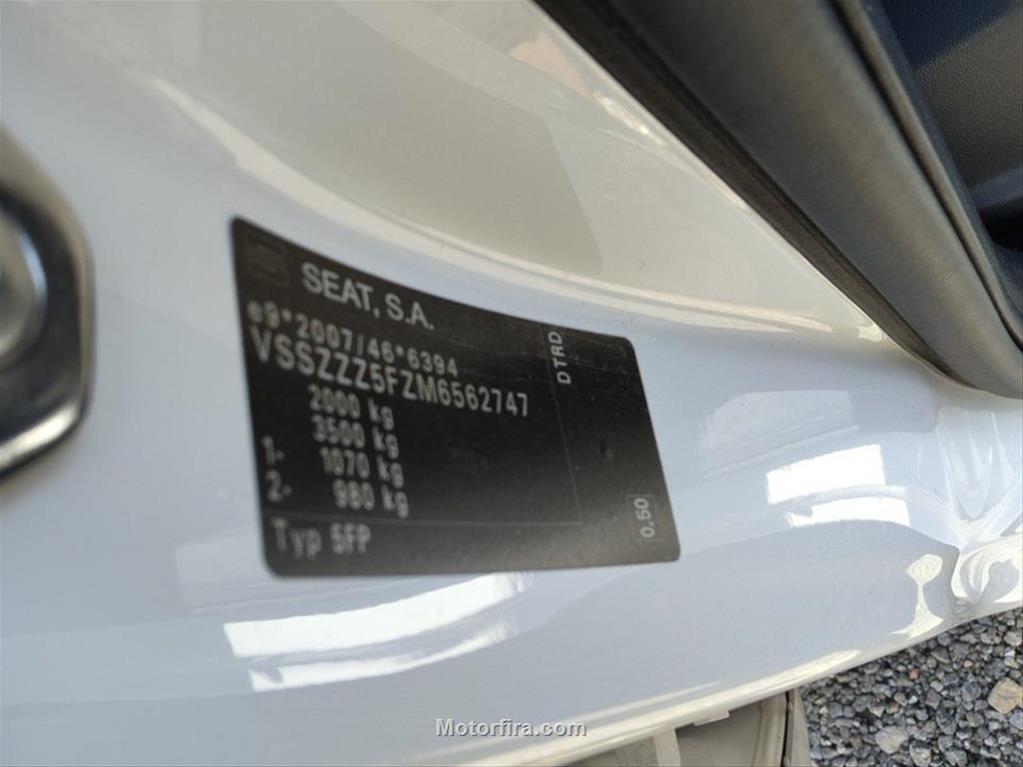 SEAT, S.A.
e9*2007/46*6394
VSSZZZ5FZM6562747
2000 kg
3500 kg
1- 1070 kg
2- 980 kg
Typ 5FP
DTRD
0.50
Motorfira.com